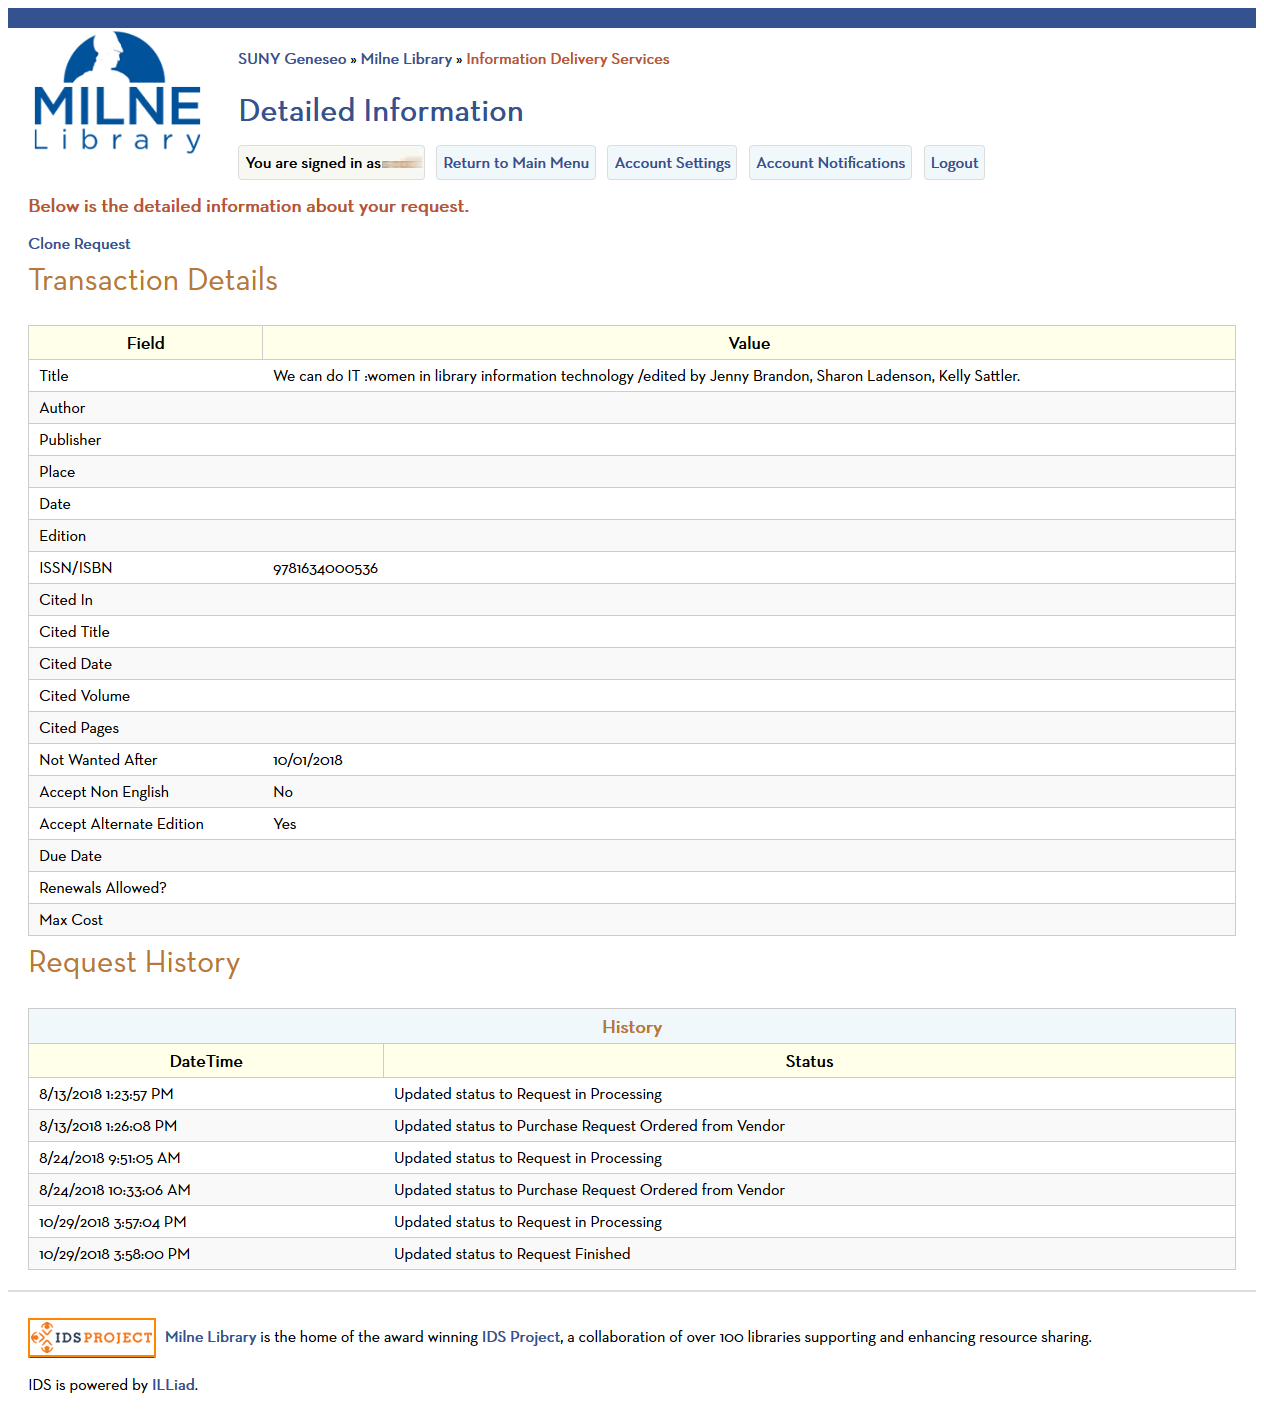 MILNE
Library
SUNY Geneseo » Milne Library » Information Delivery Services
Detailed Information
You are signed in as
Return to Main Menu
Account Settings
Account Notifications
Logout
Below is the detailed information about your request.
Clone Request
Transaction Details
Field Value
Title We can do IT :women in library information technology /edited by Jenny Brandon, Sharon Ladenson, Kelly Sattler.
Author
Publisher
Place
Date
Edition
ISSN/ISBN 9781634000536
Cited In
Cited Title
Cited Date
Cited Volume
Cited Pages
Not Wanted After 10/01/2018
Accept Non English No
Accept Alternate Edition Yes
Due Date
Renewals Allowed?
Max Cost
Request History
History
DateTime Status
8/13/2018 1:23:57 PM Updated status to Request in Processing
8/13/2018 1:26:08 PM Updated status to Purchase Request Ordered from Vendor
8/24/2018 9:51:05 AM Updated status to Request in Processing
8/24/2018 10:33:06 AM Updated status to Purchase Request Ordered from Vendor
10/29/2018 3:57:04 PM Updated status to Request in Processing
10/29/2018 3:58:00 PM Updated status to Request Finished
IDS PROJECT Milne Library is the home of the award winning IDS Project, a collaboration of over 100 libraries supporting and enhancing resource sharing.
IDS is powered by ILLiad.